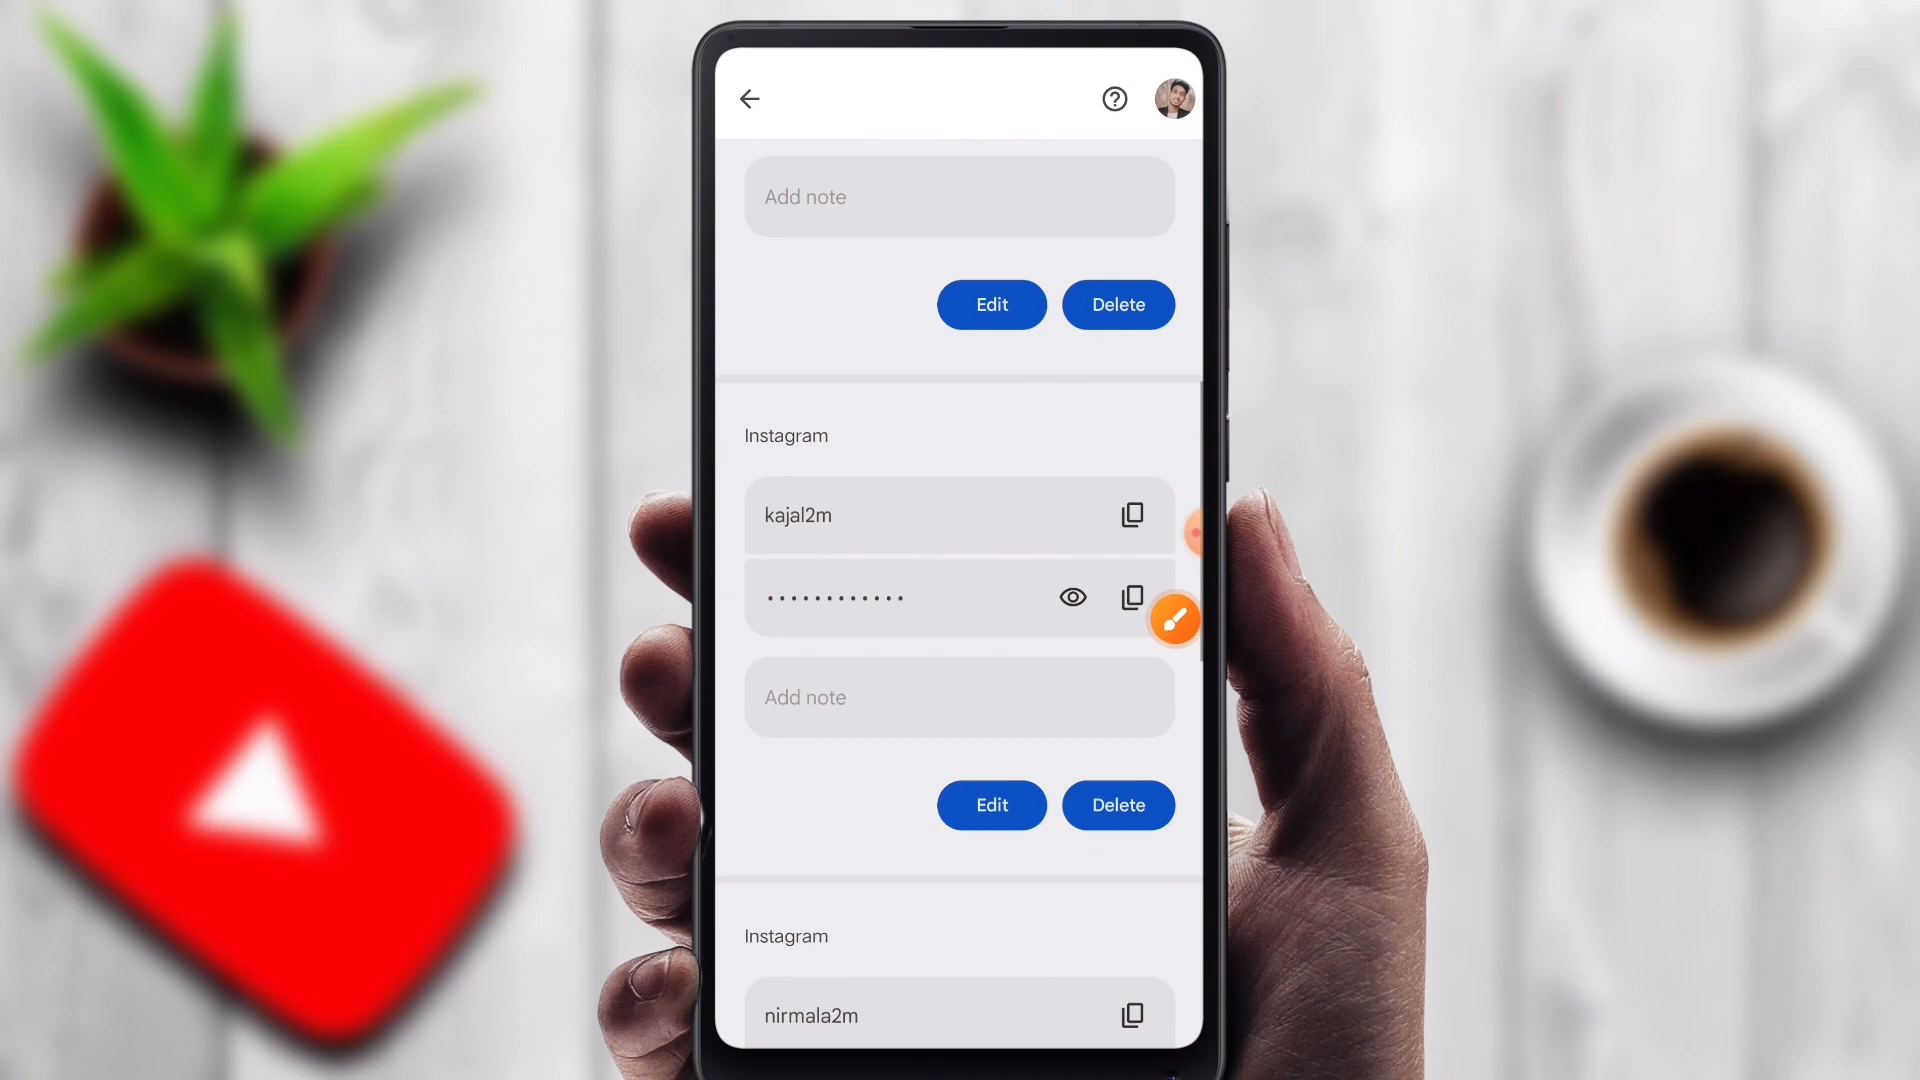 Add note
Edit Delete
Instagram
kajal2m
Add note
Edit Delete
Instagram
nirmala2m